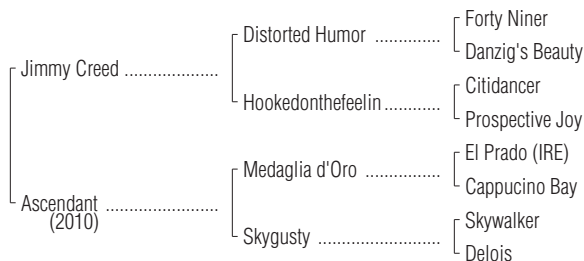 Forty Niner
Distorted Humor ..............
Danzig's Beauty
Jimmy Creed ....................
Citidancer
Hookedonthefeelin ............
Prospective Joy
El Prado (IRE)
Medaglia d'Oro ................
Cappucino Bay
Ascendant ........................
(2010)
Skywalker
Skygusty ..........................
Delois